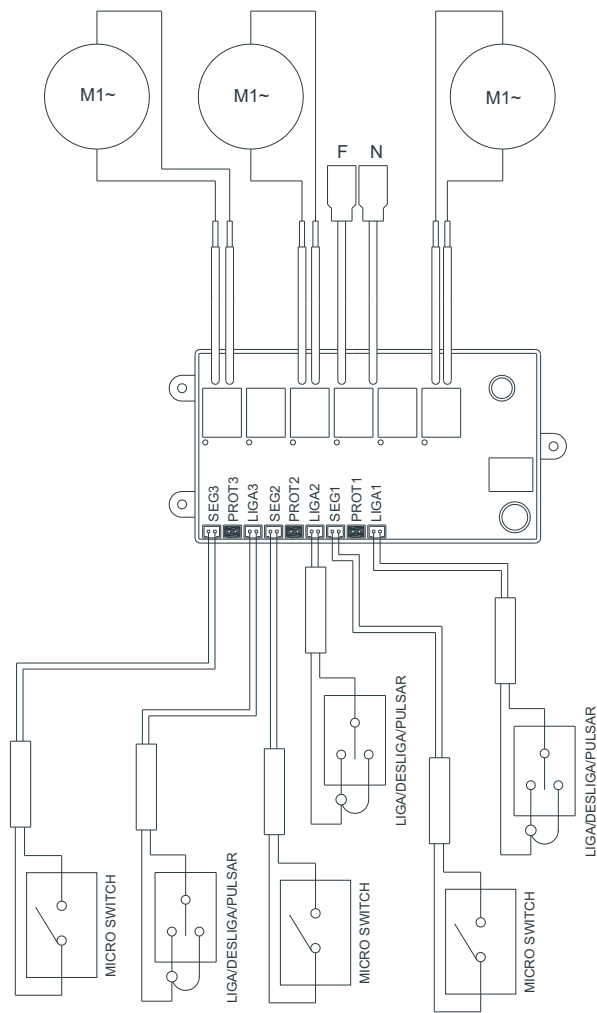 M1~
M1~
M1~
F
N
SEG3
PROT3
LIGA3
SEG2
PROT2
LIGA2
SEG1
PROT1
LIGA1
LIGA/DESLIGA/PULSAR
LIGA/DESLIGA/PULSAR
MICRO SWITCH
LIGA/DESLIGA/PULSAR
MICRO SWITCH
MICRO SWITCH